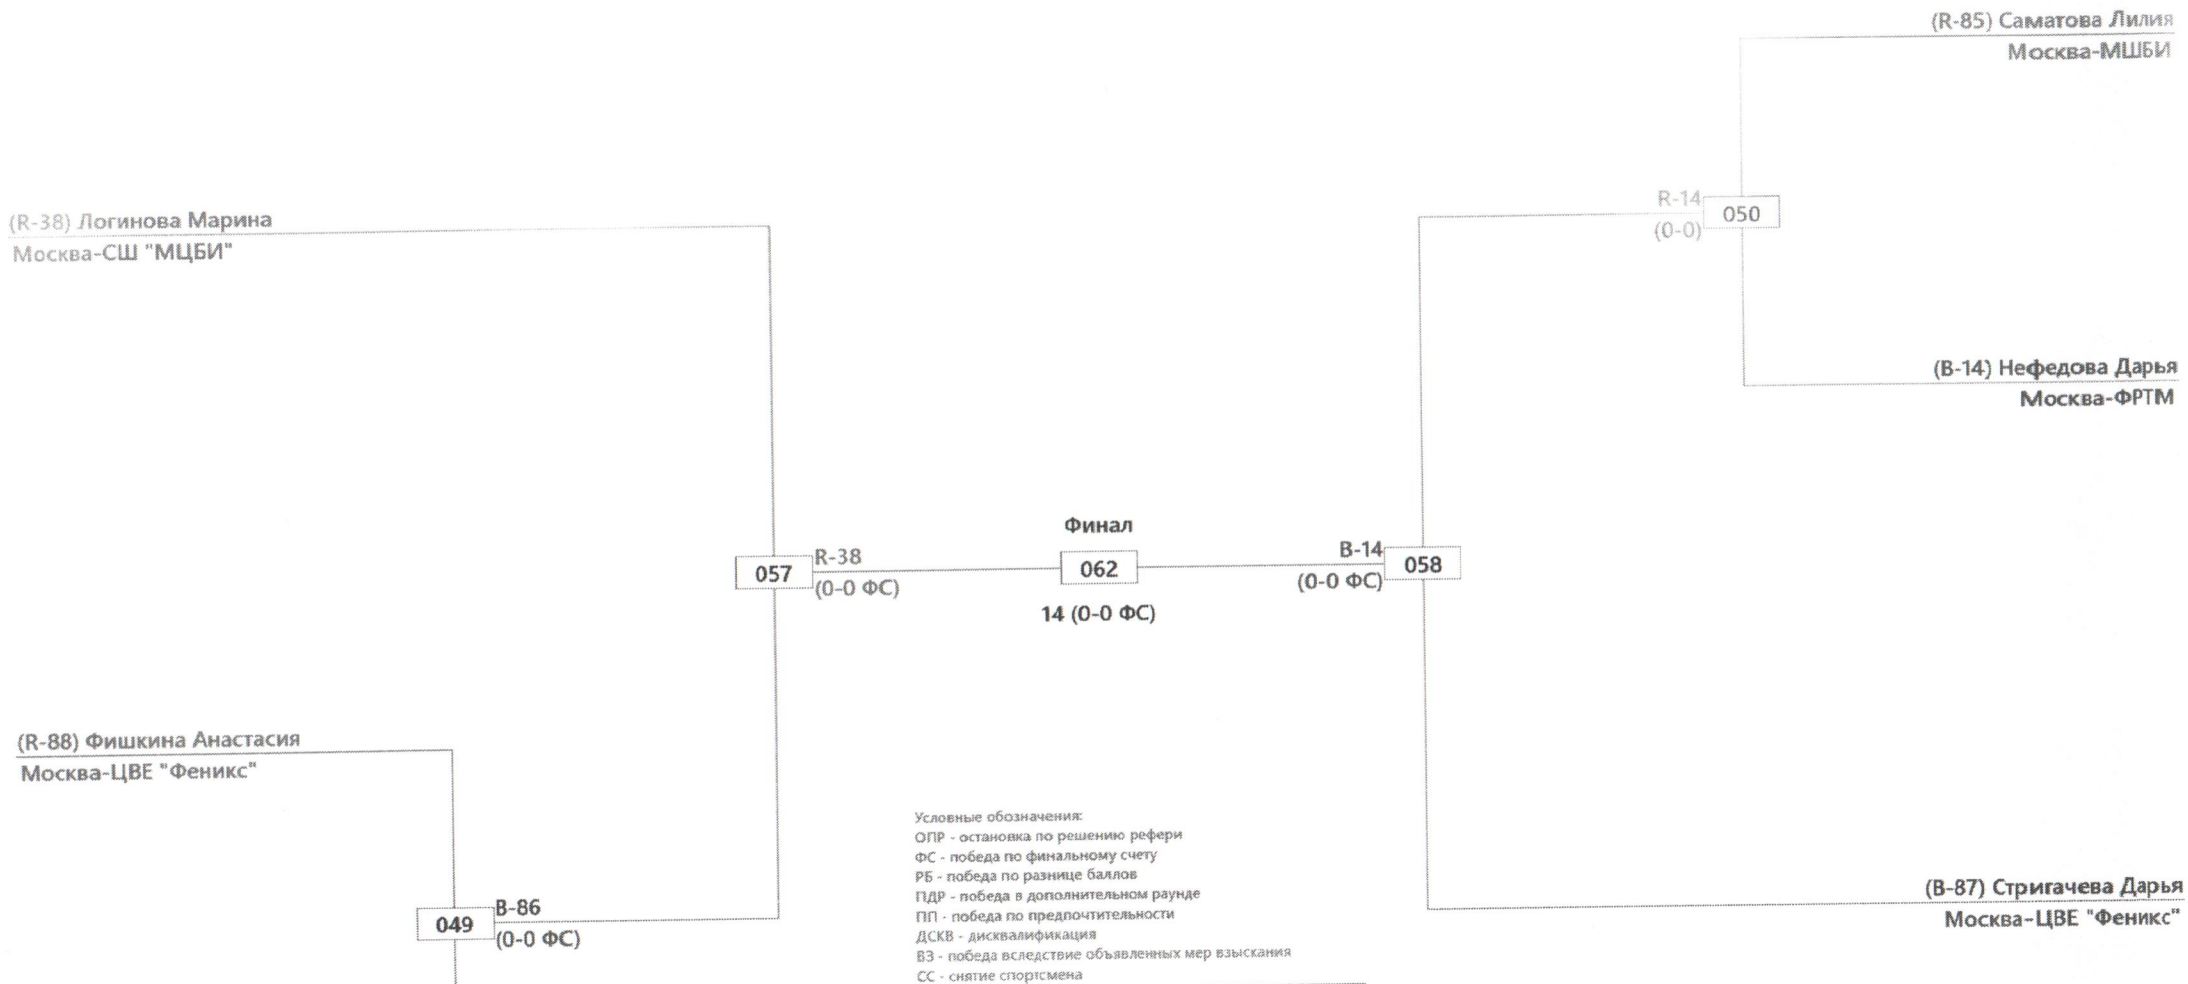 (R-85) Саматова Лилия
Москва-МШБИ
R-14
050
(0-0)
(R-38) Логинова Марина
Москва-СШ "МЦБИ"
(B-14) Нефедова Дарья
Москва-ФРТМ
Финал
057
R-38
(0-0 ФС)
062
14 (0-0 ФС)
B-14
(0-0 ФС)
058
(R-88) Фишкина Анастасия
Москва-ЦВЕ "Феникс"
049
B-86
(0-0 ФС)
Условные обозначения:
ОПР - остановка по решению рефери
ФС - победа по финальному счету
РБ - победа по разнице баллов
ПДР - победа в дополнительном раунде
ПП - победа по предпочтительности
ДСКВ - дисквалификация
ВЗ - победа вследствие объявленных мер взыскания
СС - снятие спортсмена
(B-87) Стригачева Дарья
Москва-ЦВЕ "Феникс"